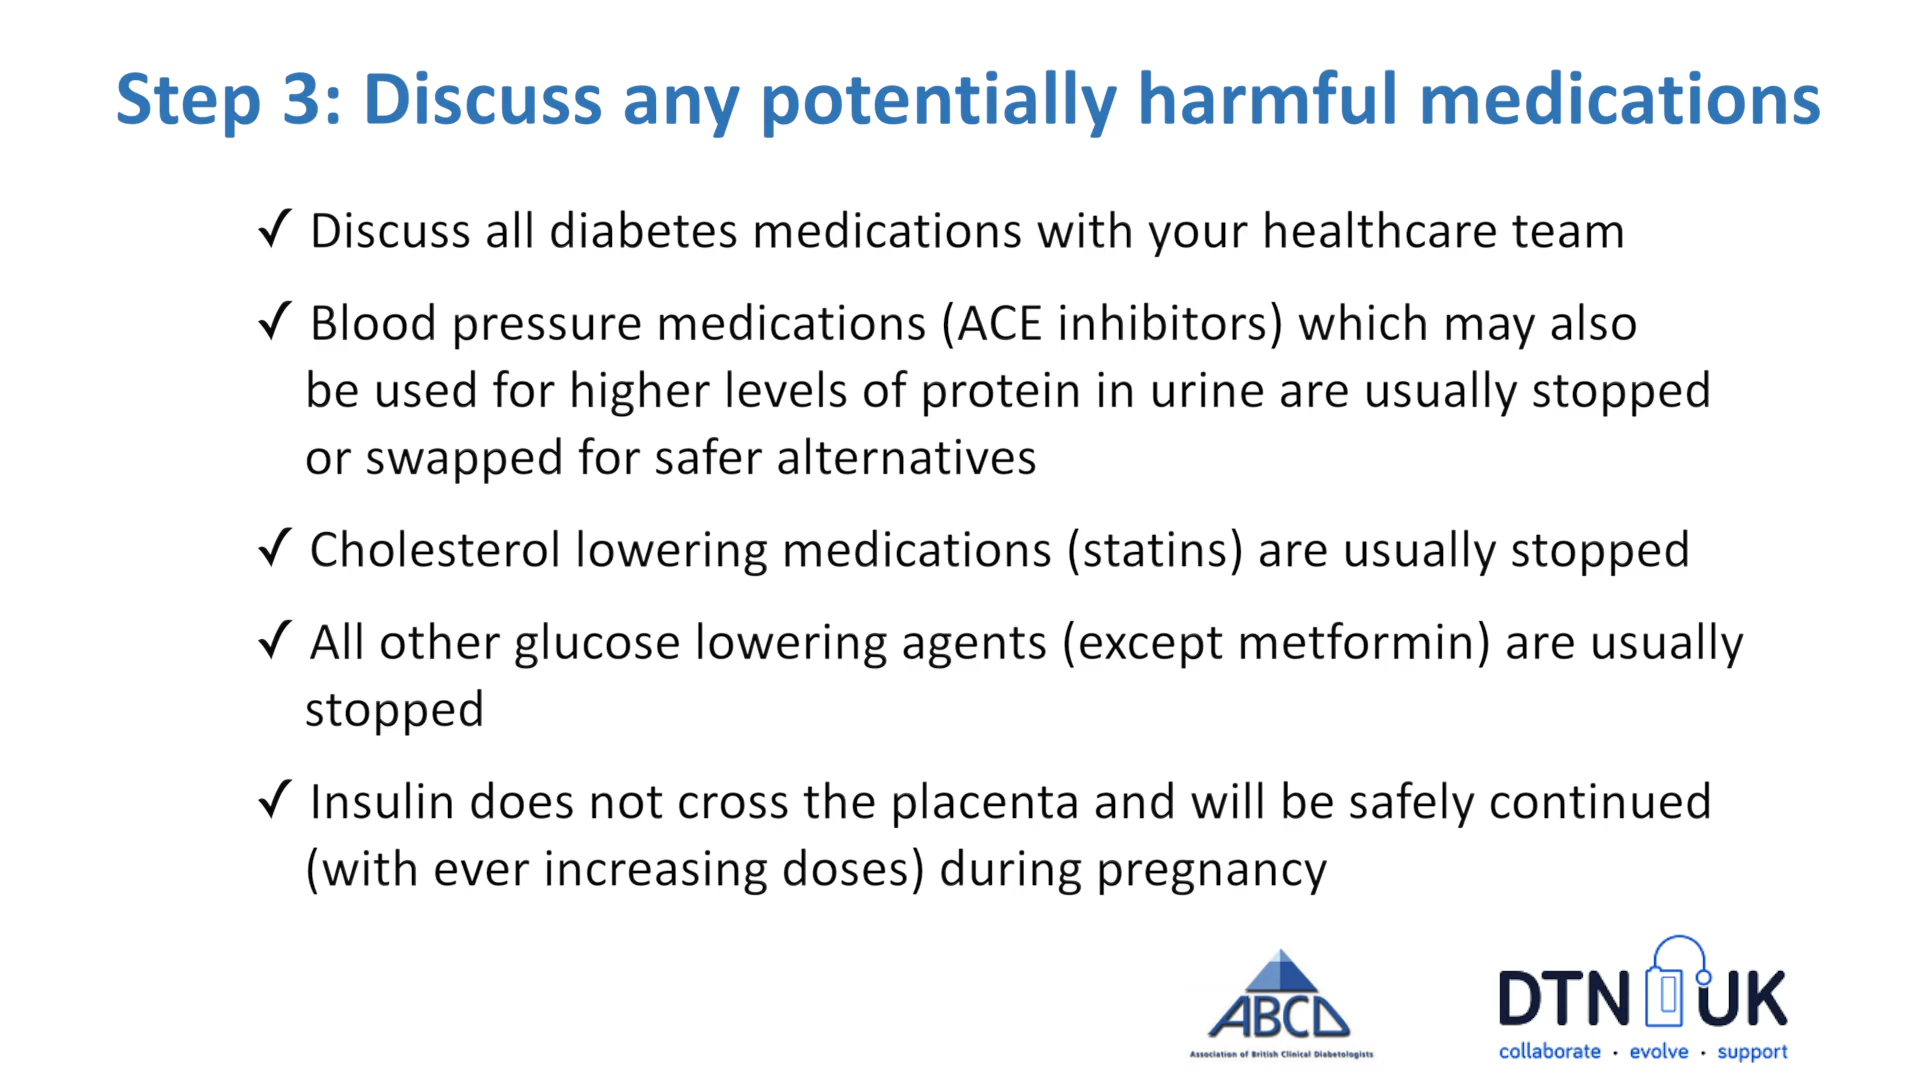 Step 3: Discuss any potentially harmful medications
✓ Discuss all diabetes medications with your healthcare team
✓ Blood pressure medications (ACE inhibitors) which may also
be used for higher levels of protein in urine are usually stopped
or swapped for safer alternatives
✓ Cholesterol lowering medications (statins) are usually stopped
✓ All other glucose lowering agents (except metformin) are usually
stopped
✓ Insulin does not cross the placenta and will be safely continued
(with ever increasing doses) during pregnancy
ABCD
Association of British Clinical Diabetologists
DTN UK
collaborate · evolve · support